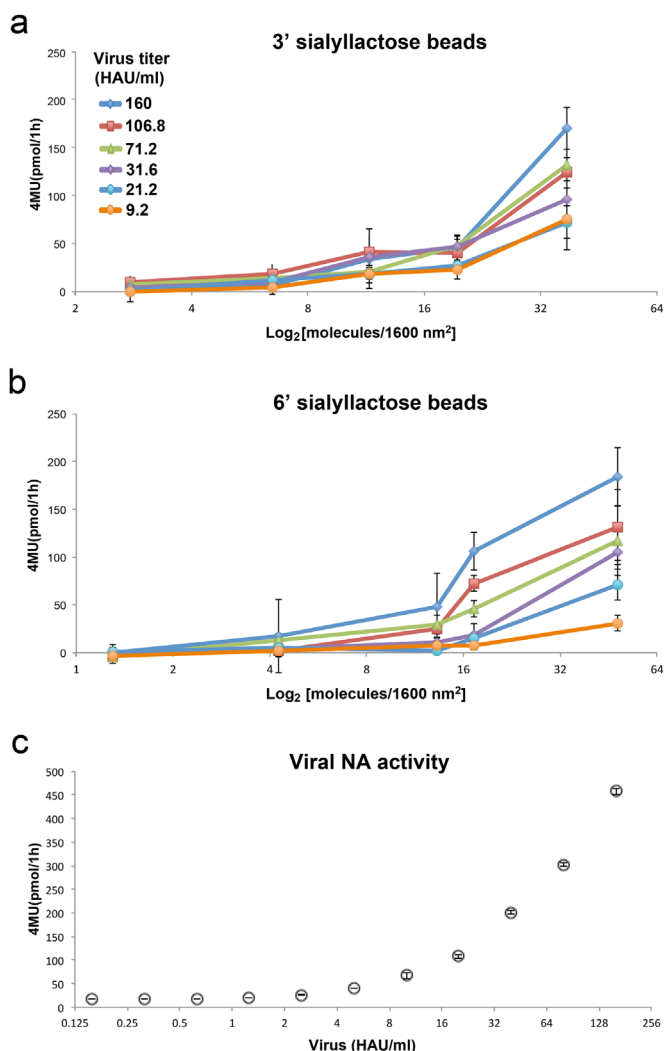 a
3' sialyllactose beads
Virus titer
(HAU/ml)
160
106.8
71.2
31.6
21.2
9.2
4MU(pmol/1h)
250
200
150
100
50
0
2 4 8 16 32 64
Log2[molecules/1600 nm2]
b
6' sialyllactose beads
4MU(pmol/1h)
250
200
150
100
50
0
1 2 4 8 16 32 64
Log2 [molecules/1600 nm2]
c
Viral NA activity
4MU(pmol/1h)
500
450
400
350
300
250
200
150
100
50
0
0.125 0.25 0.5 1 2 4 8 16 32 64 128 256
Virus (HAU/ml)